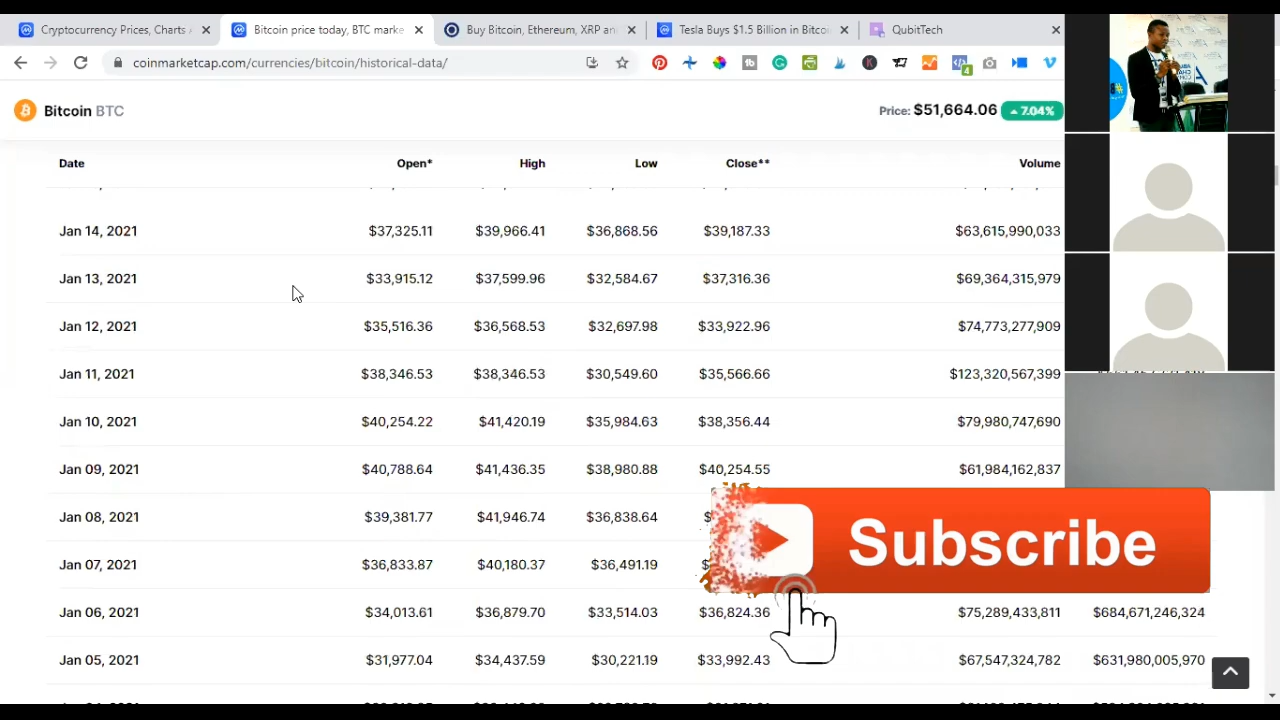 Cryptocurrency Prices, Charts
Bitcoin price today, BTC marke
Buy Bitcoin, Ethereum, XRP an
Tesla Buys $1.5 Billion in Bitco
QubitTech
coinmarketcap.com/currencies/bitcoin/historical-data/
Bitcoin BTC
Price: $51,664.06 7.04%
Date Open* High Low Close** Volume
Jan 14, 2021 $37,325.11 $39,966.41 $36,868.56 $39,187.33 $63,615,990,033
Jan 13, 2021 $33,915.12 $37,599.96 $32,584.67 $37,316.36 $69,364,315,979
Jan 12, 2021 $35,516.36 $36,568.53 $32,697.98 $33,922.96 $74,773,277,909
Jan 11, 2021 $38,346.53 $38,346.53 $30,549.60 $35,566.66 $123,320,567,399
Jan 10, 2021 $40,254.22 $41,420.19 $35,984.63 $38,356.44 $79,980,747,690
Jan 09, 2021 $40,788.64 $41,436.35 $38,980.88 $40,254.55 $61,984,162,837
Jan 08, 2021 $39,381.77 $41,946.74 $36,838.64 $
Jan 07, 2021 $36,833.87 $40,180.37 $36,491.19 $
Subscribe
Jan 06, 2021 $34,013.61 $36,879.70 $33,514.03 $36,824.36 $75,289,433,811 $684,671,246,324
Jan 05, 2021 $31,977.04 $34,437.59 $30,221.19 $33,992.43 $67,547,324,782 $631,980,005,970